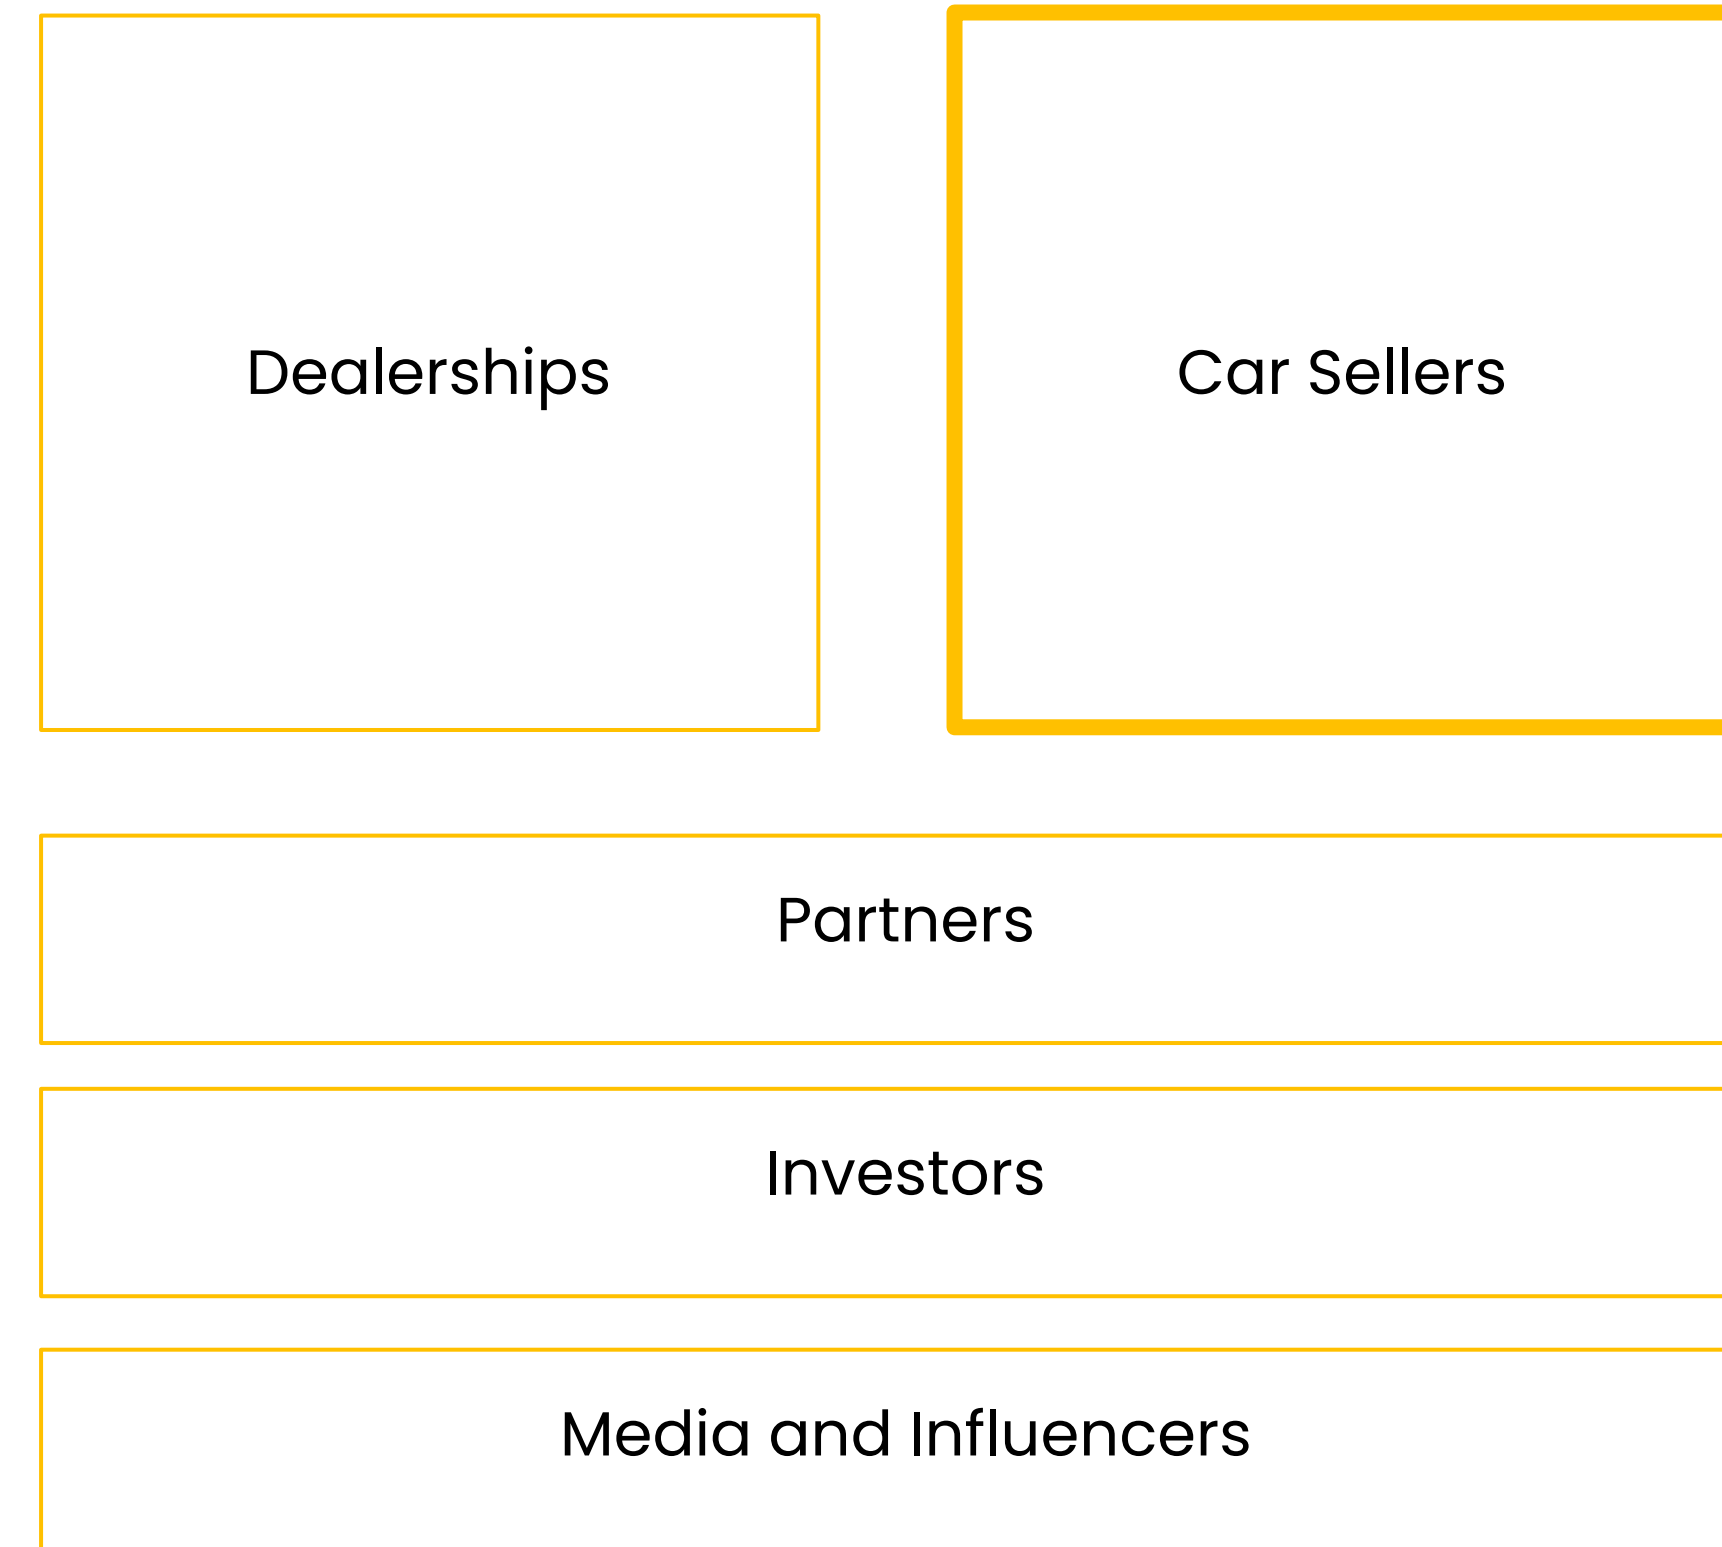 Dealerships
Car Sellers
Partners
Investors
Media and Influencers